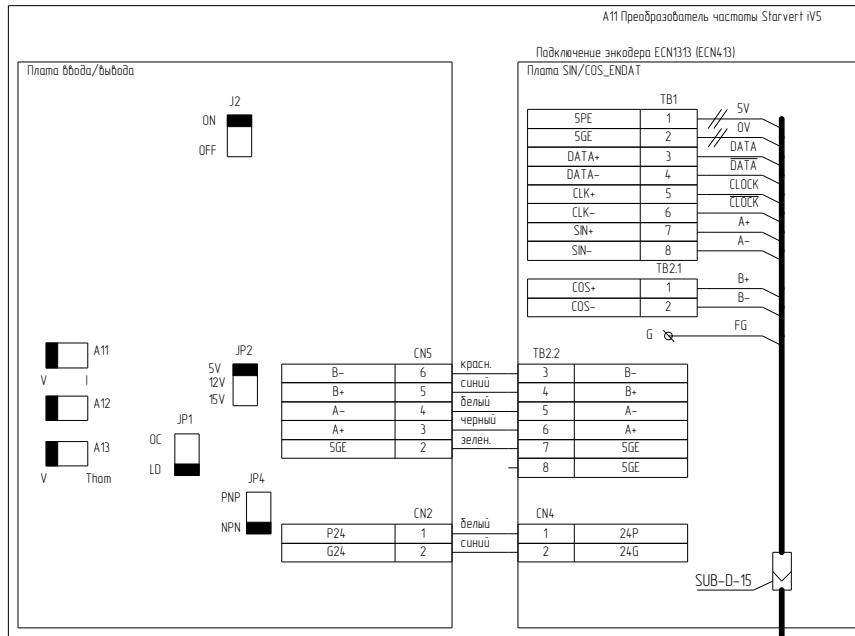 A11 Преобразователь частоты Starvert iV5
Подключение энкодера ECN1313 (ECN413)
Плата ввода/вывода
Плата SIN/COS_ENDAT
J2
ON
OFF
TB1
5PE 1 5V
5GE 2 0V
DATA+ 3 DATA
DATA- 4 DATA
CLK+ 5 CLOCK
CLK- 6 CLOCK
SIN+ 7 A+
SIN- 8 A-
TB2.1
COS+ 1 B+
COS- 2 B-
G FG
A11
V I
A12
A13
V Thom
JP2
5V
12V
15V
JP1
OC
LD
JP4
PNP
NPN
CN5 TB2.2
B- 6 красн. 3 B-
B+ 5 синий 4 B+
A- 4 белый 5 A-
A+ 3 черный 6 A+
5GE 2 зелен. 7 5GE
8 5GE
CN2 CN4
P24 1 белый 1 24P
G24 2 синий 2 24G
SUB-D-15